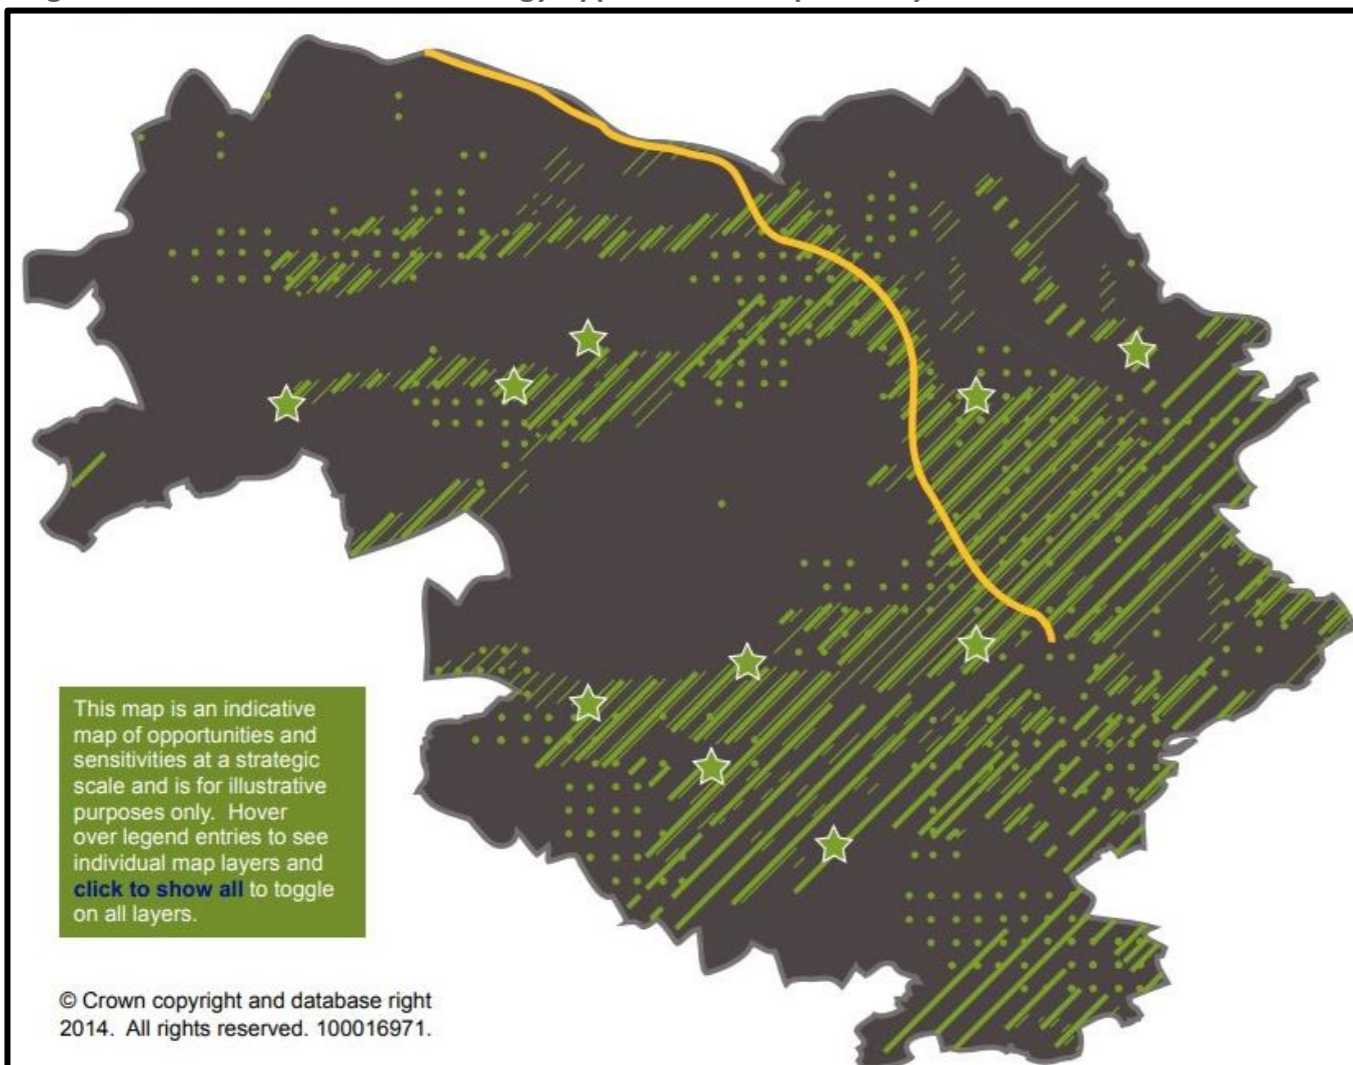 This map is an indicative
map of opportunities and
sensitivities at a strategic
scale and is for illustrative
purposes only. Hover
over legend entries to see
individual map layers and
click to show all to toggle
on all layers.
© Crown copyright and database right
2014. All rights reserved. 100016971.